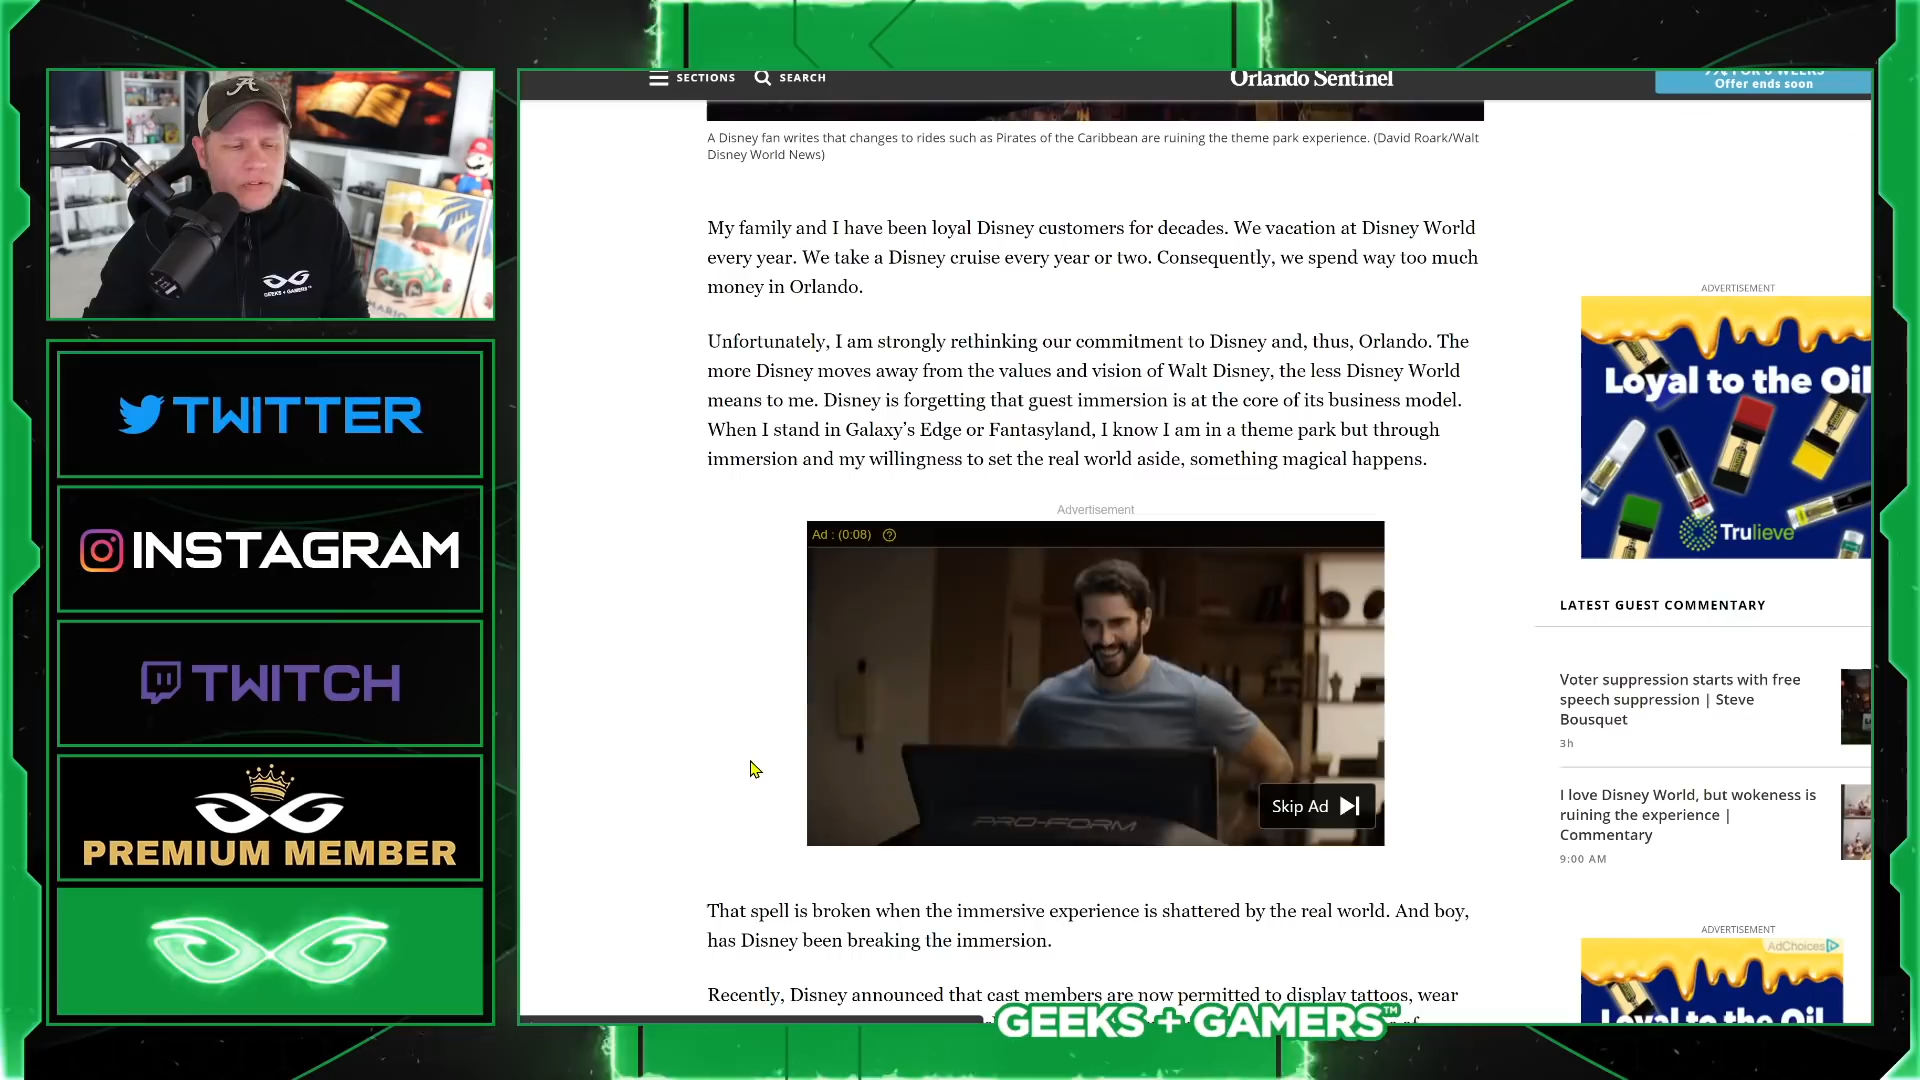 SECTIONS
SEARCH
Orlando Sentinel
Offer ends soon
A Disney fan writes that changes to rides such as Pirates of the Caribbean are ruining the theme park experience. (David Roark/Walt
Disney World News)
My family and I have been loyal Disney customers for decades. We vacation at Disney World
every year. We take a Disney cruise every year or two. Consequently, we spend way too much
money in Orlando.
Unfortunately, I am strongly rethinking our commitment to Disney and, thus, Orlando. The
more Disney moves away from the values and vision of Walt Disney, the less Disney World
means to me. Disney is forgetting that guest immersion is at the core of its business model.
When I stand in Galaxy’s Edge or Fantasyland, I know I am in a theme park but through
immersion and my willingness to set the real world aside, something magical happens.
Advertisement
Ad : (0:08)
PRO-FORM
Skip Ad
That spell is broken when the immersive experience is shattered by the real world. And boy,
has Disney been breaking the immersion.
Recently, Disney announced that cast members are now permitted to display tattoos, wear
GEEKS + GAMERS™
ADVERTISEMENT
Loyal to the Oil
Trulieve
LATEST GUEST COMMENTARY
Voter suppression starts with free
speech suppression | Steve
Bousquet
3h
I love Disney World, but wokeness is
ruining the experience |
Commentary
9:00 AM
ADVERTISEMENT
AdChoices
Loyal to the Oil
GEEKS + GAMERS™
TWITTER
INSTAGRAM
TWITCH
PREMIUM MEMBER